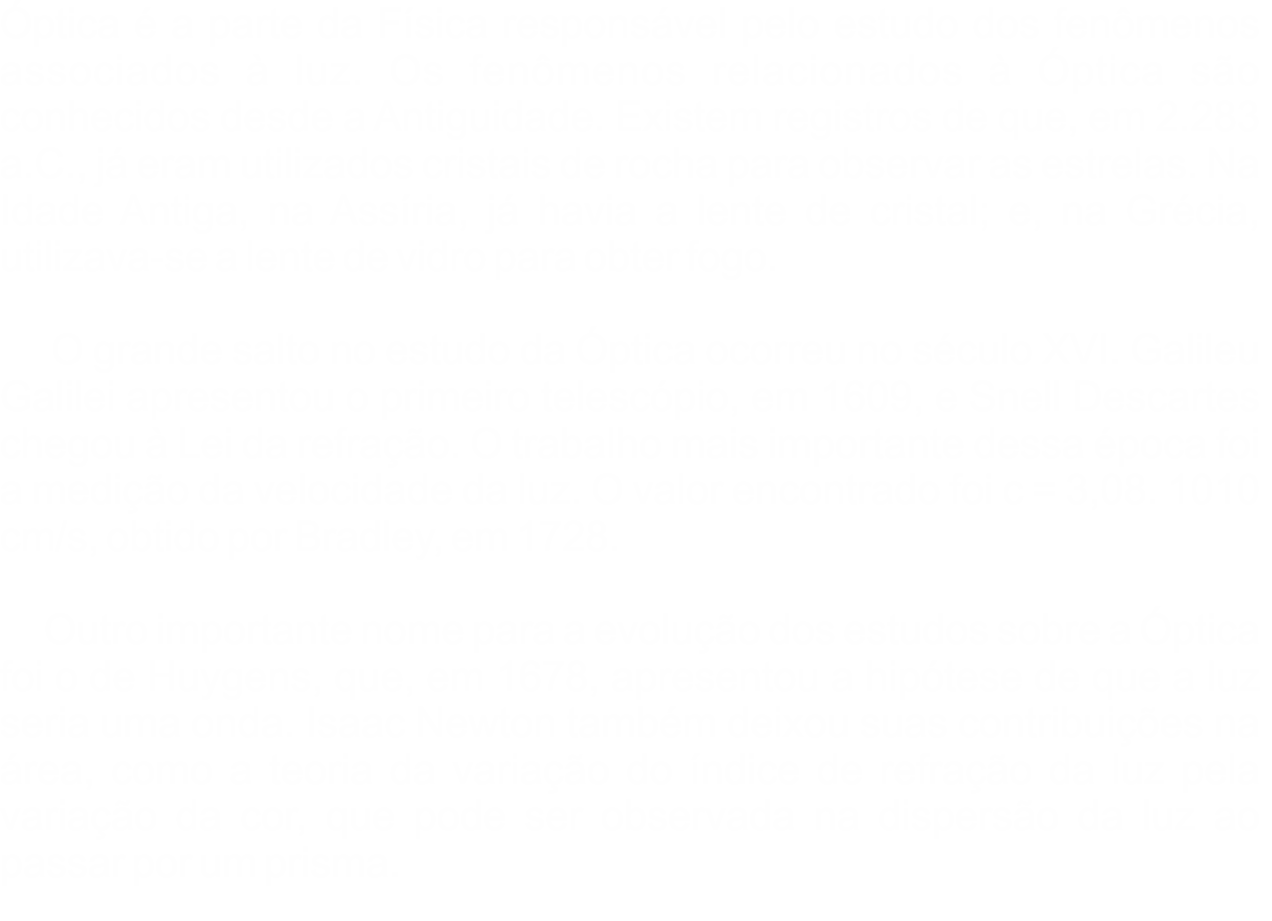 Óptica é a parte da Física responsável pelo estudo dos fenômenos
associados à luz. Os fenômenos relacionados à Óptica são
conhecidos desde a Antiguidade. Existem registros de que, em 2.283
a.C., já eram utilizados cristais de rocha para observar as estrelas. Na
Idade Antiga, na Assíria, já havia a lente de cristal, e, na Grécia,
utilizava-se a lente de vidro para obter fogo.
O grande salto no estudo da Óptica ocorreu no século XVII. Galileu
Galilei apresentou o primeiro telescópio, em 1609, e Snell Descartes
chegou à Lei da refração. O trabalho mais importante dessa época foi
a medição da velocidade da luz. O valor encontrado foi c = 3,08. 1010
cm/s, obtido por Bradley, em 1728.
Outro importante nome para a evolução dos estudos sobre a Óptica
foi o de Huygens, que, em 1678, apresentou a hipótese de que a luz
seria uma onda. Isaac Newton também deixou suas contribuições na
área, como a teoria da variação do índice de refração da luz pela
variação da cor, que pode ser observada na dispersão da luz ao
passar por um prisma.